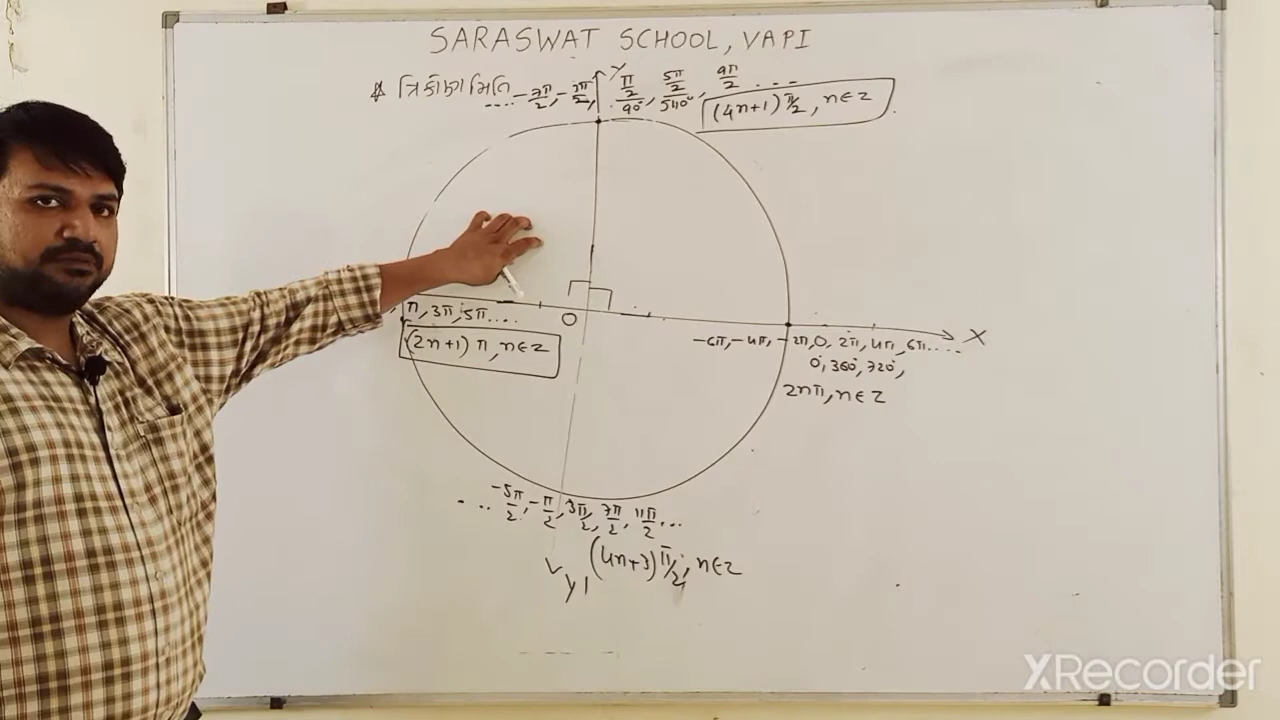 SARASWAT SCHOOL, VAPI
* ત્રિકોણમિતિ
.... -7π/2, -3π/2, π/2, 5π/2, 9π/2 ....
90°, 540°
(4n+1) π/2, n∈Z
Y
π, 3π, 5π....
(2n+1) π, n∈Z
O
X
-6π, -4π, -2π, 0, 2π, 4π, 6π.....
0°, 360°, 720°,
2nπ, n∈Z
... -5π/2, -π/2, 3π/2, 7π/2, 11π/2 ...
(4n+3) π/2, n∈Z
y1
XRecorder